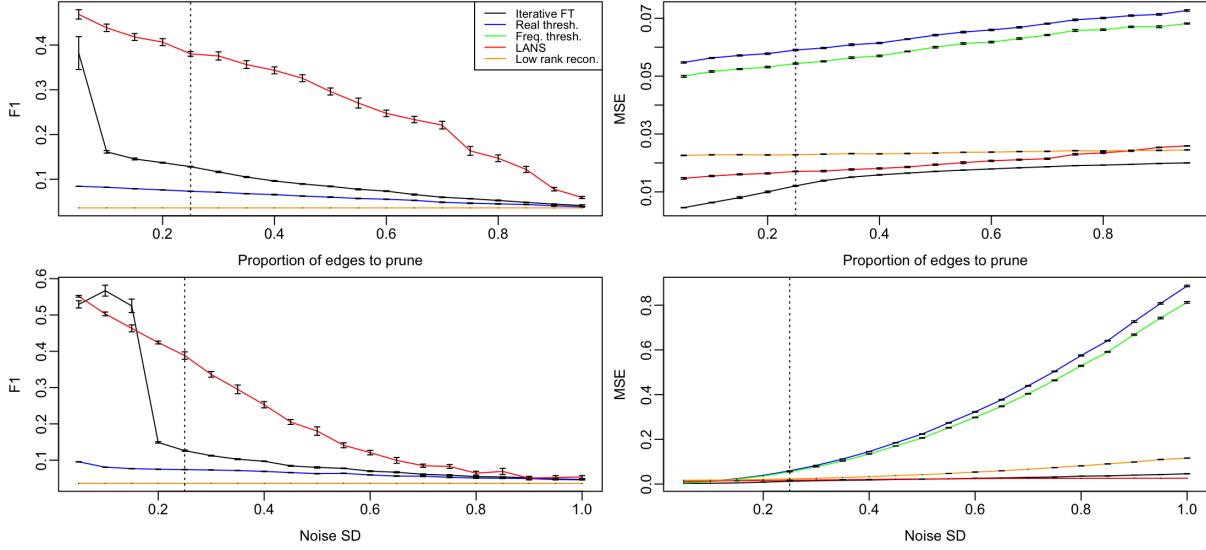 F1
0.1 0.2 0.3 0.4
0.2 0.4 0.6 0.8
Proportion of edges to prune
Iterative FT
Real thresh.
Freq. thresh.
LANS
Low rank recon.
MSE
0.01 0.03 0.05 0.07
0.2 0.4 0.6 0.8
Proportion of edges to prune
F1
0.1 0.2 0.3 0.4 0.5 0.6
0.2 0.4 0.6 0.8 1.0
Noise SD
MSE
0.0 0.2 0.4 0.6 0.8
0.2 0.4 0.6 0.8 1.0
Noise SD